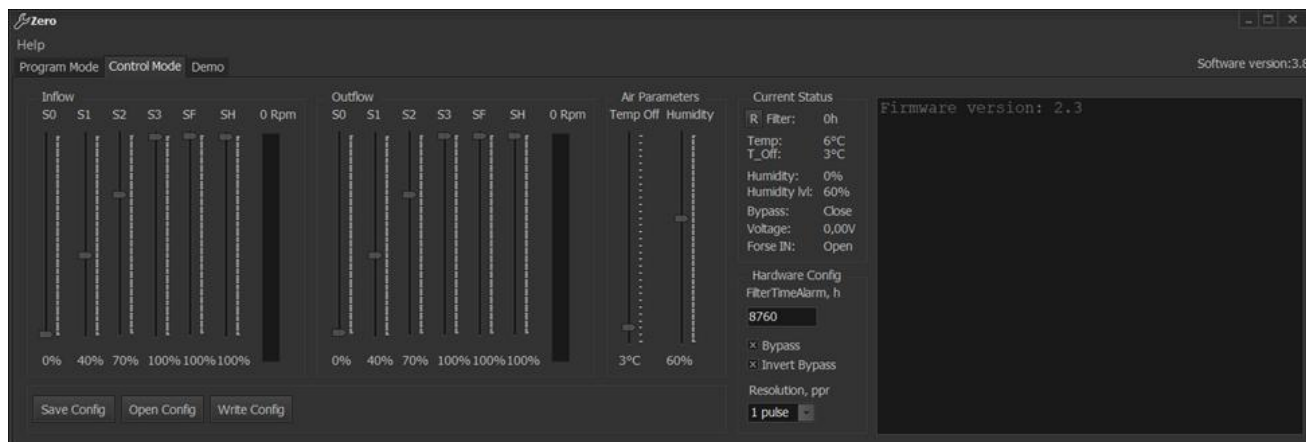 Zero
Help
Program Mode Control Mode Demo
Software version:3.8
Inflow
S0 S1 S2 S3 SF SH 0 Rpm
0% 40% 70% 100% 100% 100%
Outflow
S0 S1 S2 S3 SF SH 0 Rpm
0% 40% 70% 100% 100% 100%
Air Parameters
Temp Off Humidity
3°C 60%
Current Status
R Filter: 0h
Temp: 6°C
T_Off: 3°C
Humidity: 0%
Humidity lvl: 60%
Bypass: Close
Voltage: 0,00V
Forse IN: Open
Hardware Config
FilterTimeAlarm, h
8760
Bypass
Invert Bypass
Resolution, ppr
1 pulse
Firmware version: 2.3
Save Config Open Config Write Config